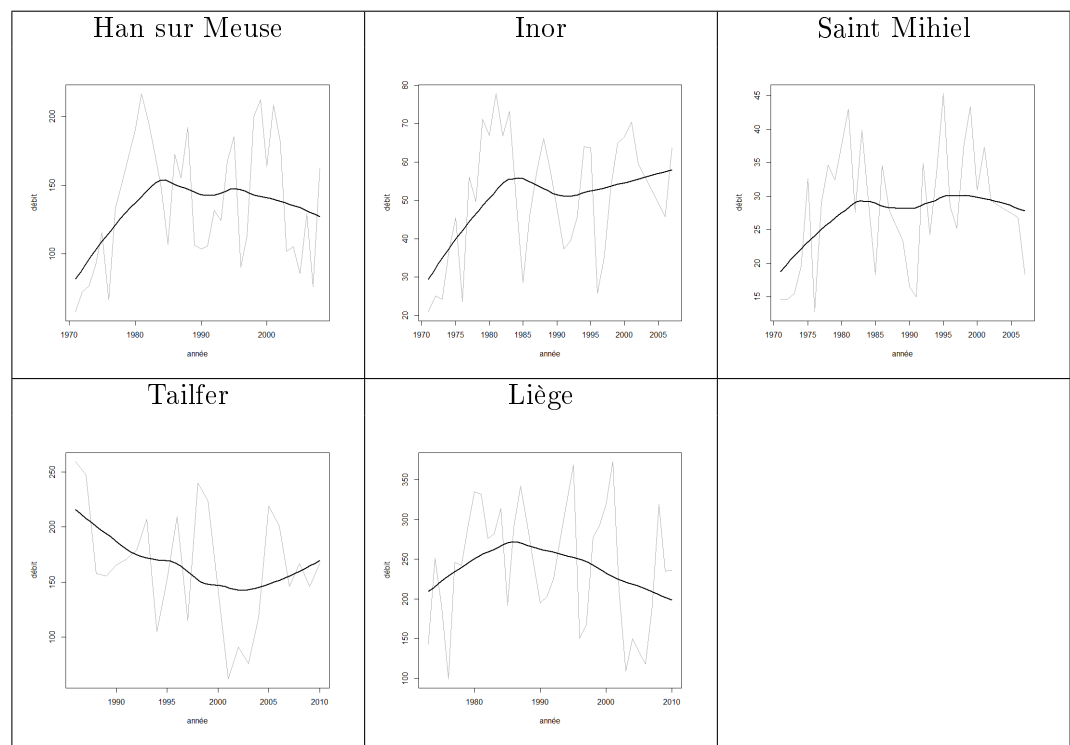 Han sur Meuse
Inor
Saint Mihiel
200
150
100
débit
1970 1980 1990 2000
année
80
70
60
50
40
30
20
débit
1970 1975 1980 1985 1990 1995 2000 2005
année
45
40
35
30
25
20
15
débit
1970 1975 1980 1985 1990 1995 2000 2005
année
Tailfer
Liège
250
200
150
100
débit
1990 1995 2000 2005 2010
année
350
300
250
200
150
100
débit
1980 1990 2000 2010
année